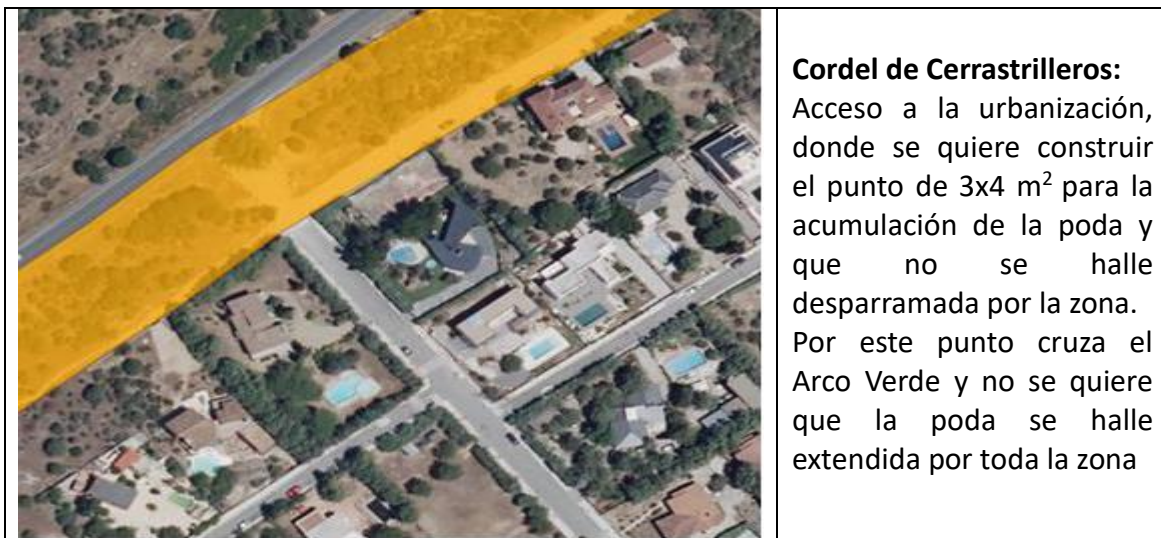 Cordel de Cerrastrilleros:
Acceso a la urbanización,
donde se quiere construir
el punto de 3x4 m² para la
acumulación de la poda y
que no se halle
desparramada por la zona.
Por este punto cruza el
Arco Verde y no se quiere
que la poda se halle
extendida por toda la zona